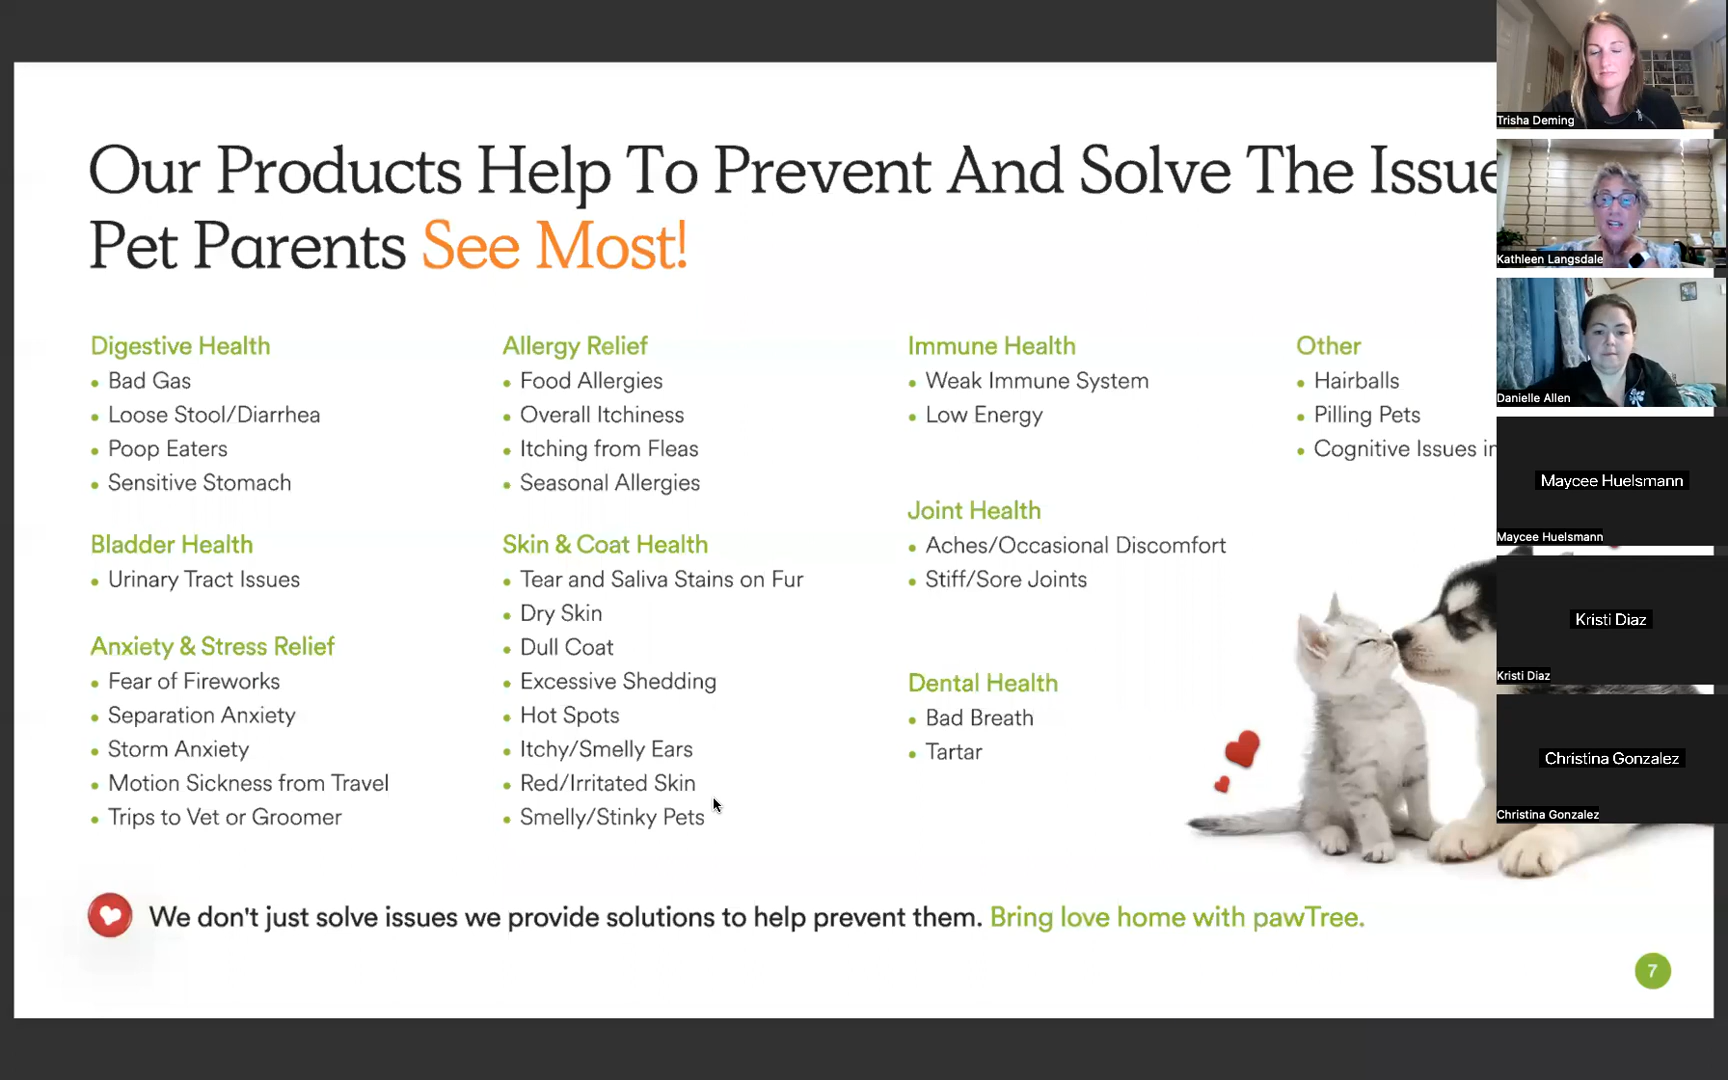 Our Products Help To Prevent And Solve The Issue
Pet Parents See Most!
Digestive Health
• Bad Gas
• Loose Stool/Diarrhea
• Poop Eaters
• Sensitive Stomach
Bladder Health
• Urinary Tract Issues
Anxiety & Stress Relief
• Fear of Fireworks
• Separation Anxiety
• Storm Anxiety
• Motion Sickness from Travel
• Trips to Vet or Groomer
Allergy Relief
• Food Allergies
• Overall Itchiness
• Itching from Fleas
• Seasonal Allergies
Skin & Coat Health
• Tear and Saliva Stains on Fur
• Dry Skin
• Dull Coat
• Excessive Shedding
• Hot Spots
• Itchy/Smelly Ears
• Red/Irritated Skin
• Smelly/Stinky Pets
Immune Health
• Weak Immune System
• Low Energy
Joint Health
• Aches/Occasional Discomfort
• Stiff/Sore Joints
Dental Health
• Bad Breath
• Tartar
Other
• Hairballs
• Pilling Pets
• Cognitive Issues in
We don't just solve issues we provide solutions to help prevent them. Bring love home with pawTree.
7
Trisha Deming
Kathleen Langsdale
Danielle Allen
Maycee Huelsmann
Maycee Huelsmann
Kristi Diaz
Kristi Diaz
Christina Gonzalez
Christina Gonzalez